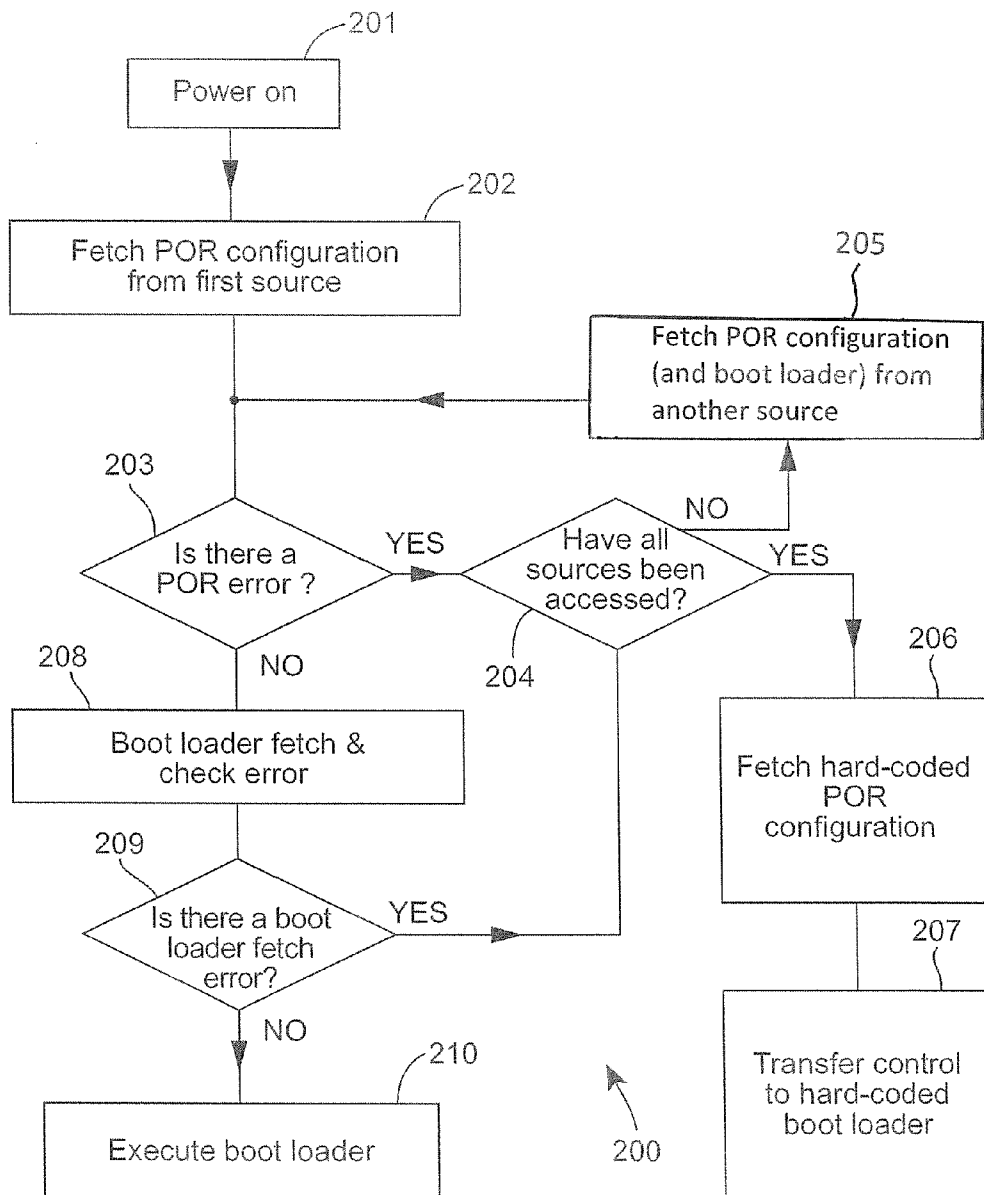 201
Power on
202
Fetch POR configuration
from first source
205
Fetch POR configuration
(and boot loader) from
another source
203
Is there a
POR error ?
YES
Have all
sources been
accessed?
204
NO
YES
NO
208
Boot loader fetch &
check error
206
Fetch hard-coded
POR
configuration
209
Is there a boot
loader fetch
error?
YES
NO
207
Transfer control
to hard-coded
boot loader
210
Execute boot loader
200